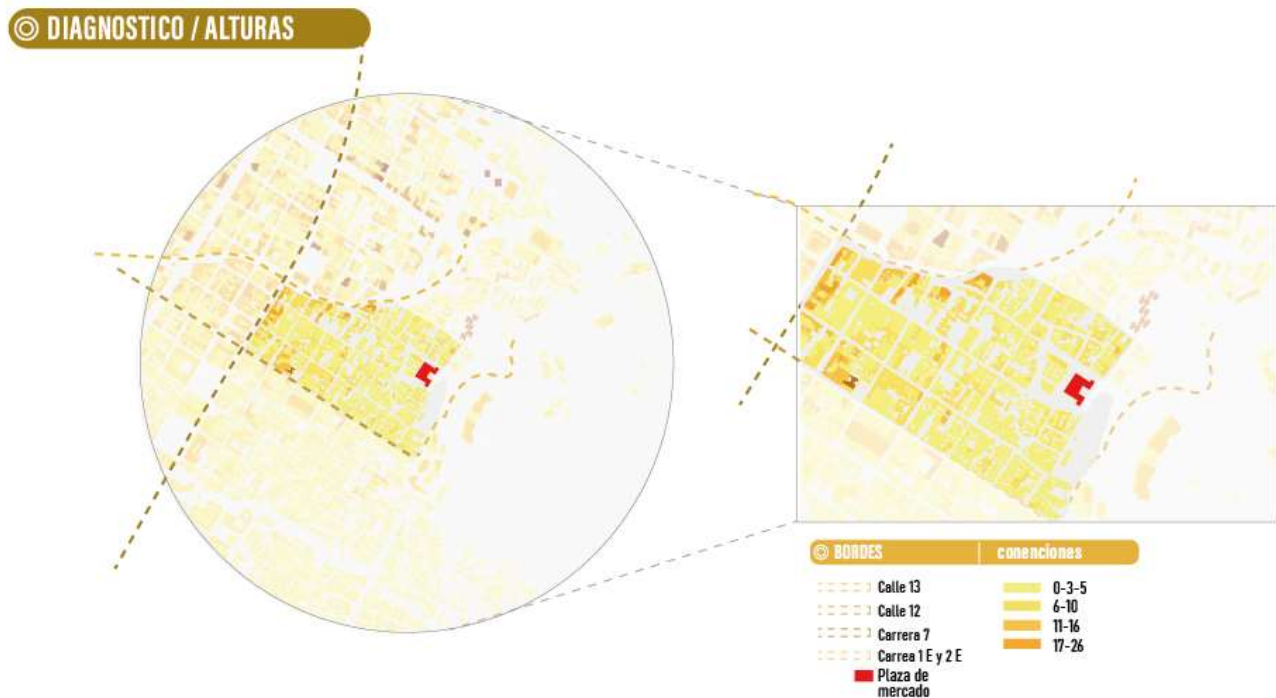 DIAGNOSTICO / ALTURAS
BORDES
conenciones
Calle 13
Calle 12
Carrera 7
Carrea 1 E y 2 E
Plaza de
mercado
0-3-5
6-10
11-16
17-26